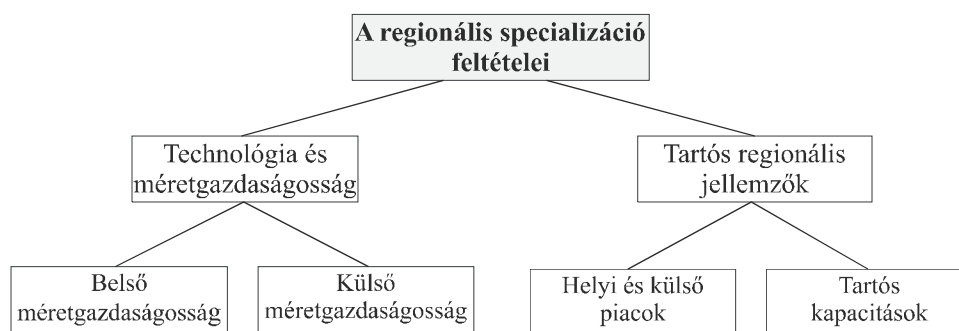 A regionális specializáció
feltételei
Technológia és
méretgazdaságosság
Tartós regionális
jellemzők
Belső
méretgazdaságosság
Külső
méretgazdaságosság
Helyi és külső
piacok
Tartós
kapacitások